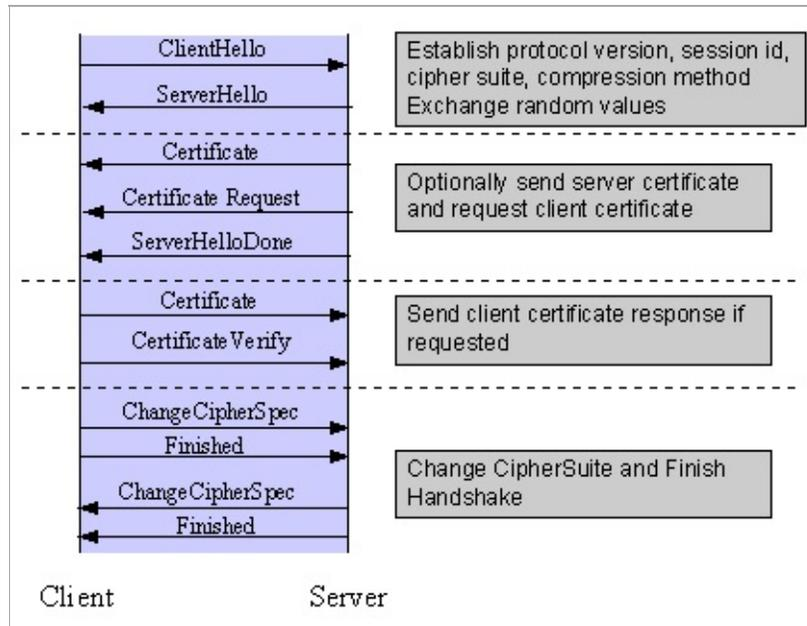 ClientHello
ServerHello
Establish protocol version, session id,
cipher suite, compression method
Exchange random values
Certificate
Certificate Request
ServerHelloDone
Optionally send server certificate
and request client certificate
Certificate
CertificateVerify
Send client certificate response if
requested
ChangeCipherSpec
Finished
ChangeCipherSpec
Finished
Change CipherSuite and Finish
Handshake
Client
Server